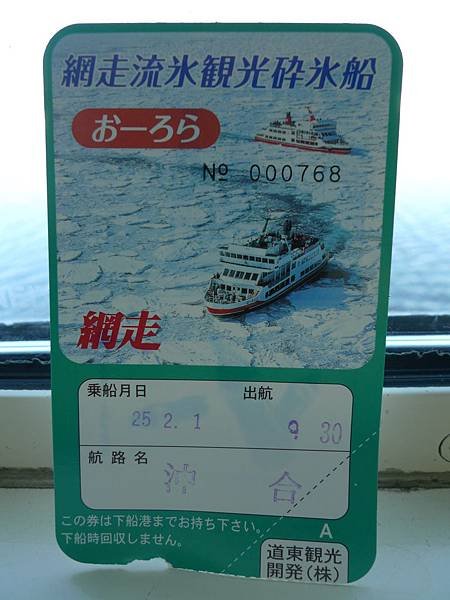 網走流氷観光砕氷船
おーろら
№ 000768
網走
乗船月日 出航
25 2.1 9 30
航路名
沖 合
この券は下船港までお持ち下さい。
下船時回収しません。
A
道東観光
開発(株)